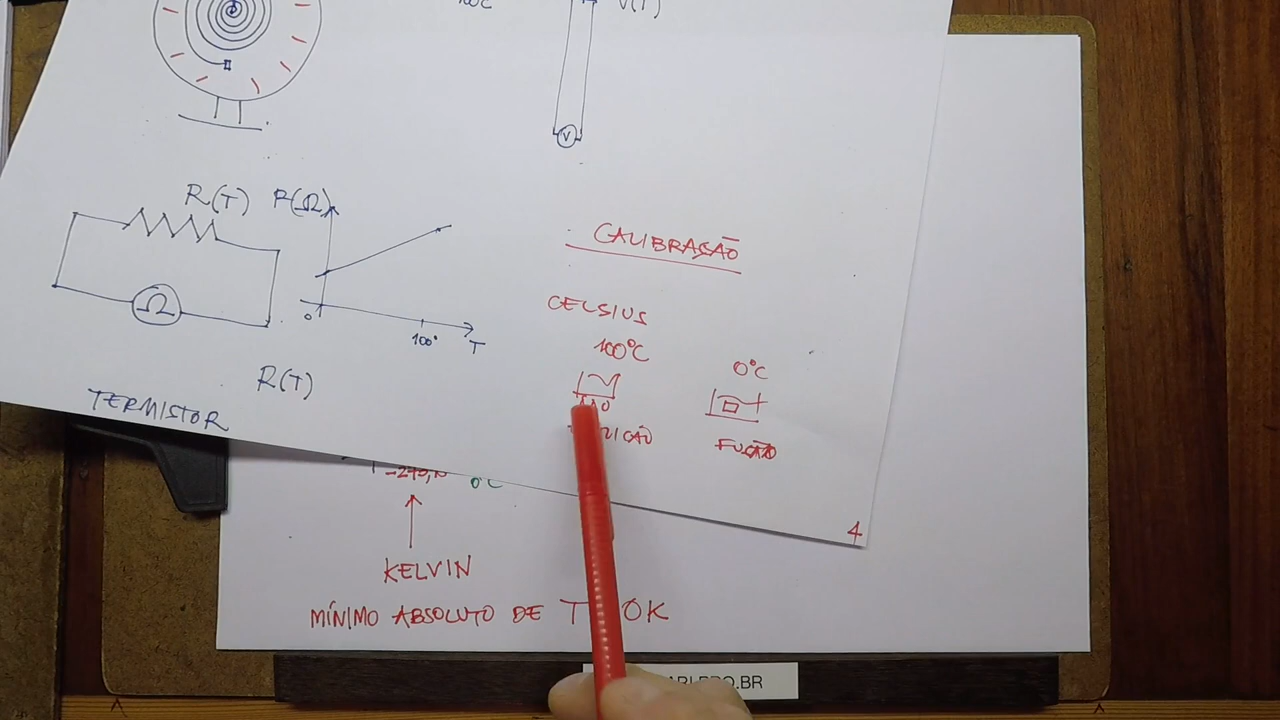 V(T)
V
R(T)
R(Ω)
Ω
0
100°
T
R(T)
TERMISTOR
CALIBRAÇÃO
CELSIUS
100°C
0°C
FUSÃO
4
0°C
KELVIN
MÍNIMO ABSOLUTO DE T 0K